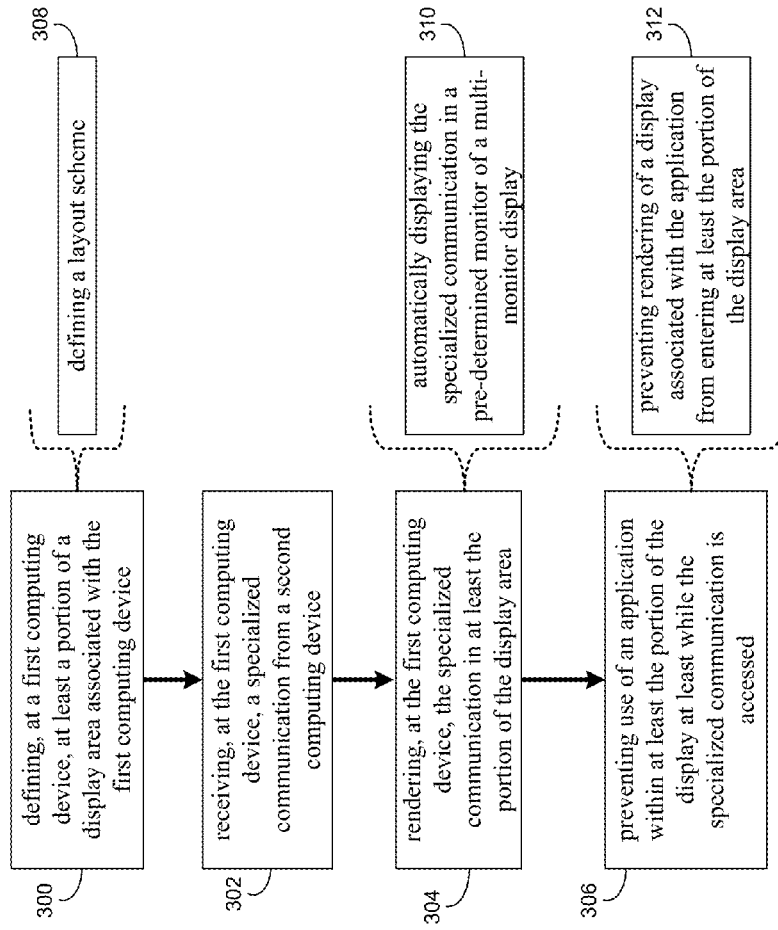 300
defining, at a first computing
device, at least a portion of a
display area associated with the
first computing device
308
defining a layout scheme
302
receiving, at the first computing
device, a specialized
communication from a second
computing device
304
rendering, at the first computing
device, the specialized
communication in at least the
portion of the display area
310
automatically displaying the
specialized communication in a
pre-determined monitor of a multi-
monitor display
306
preventing use of an application
within at least the portion of the
display at least while the
specialized communication is
accessed
312
preventing rendering of a display
associated with the application
from entering at least the portion of
the display area